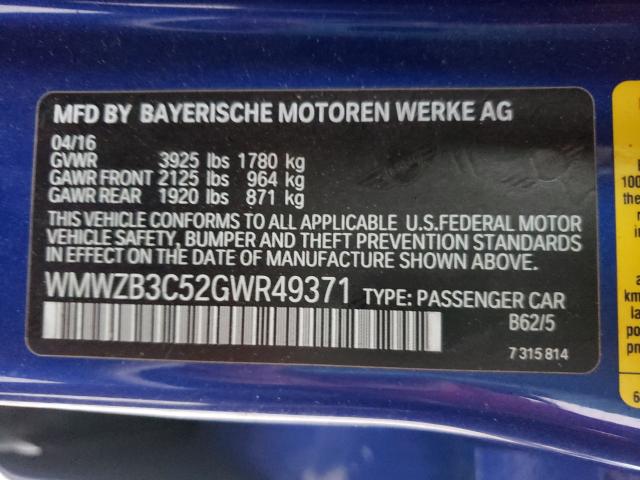 MFD BY BAYERISCHE MOTOREN WERKE AG
04/16
GVWR 3925 lbs 1780 kg
GAWR FRONT 2125 lbs 964 kg
GAWR REAR 1920 lbs 871 kg
THIS VEHICLE CONFORMS TO ALL APPLICABLE U.S.FEDERAL MOTOR
VEHICLE SAFETY, BUMPER AND THEFT PREVENTION STANDARDS
IN EFFECT ON THE DATE OF MANUFACTURE SHOWN ABOVE.
WMWZB3C52GWR49371 TYPE: PASSENGER CAR
B62/5
7 315 814
100
the